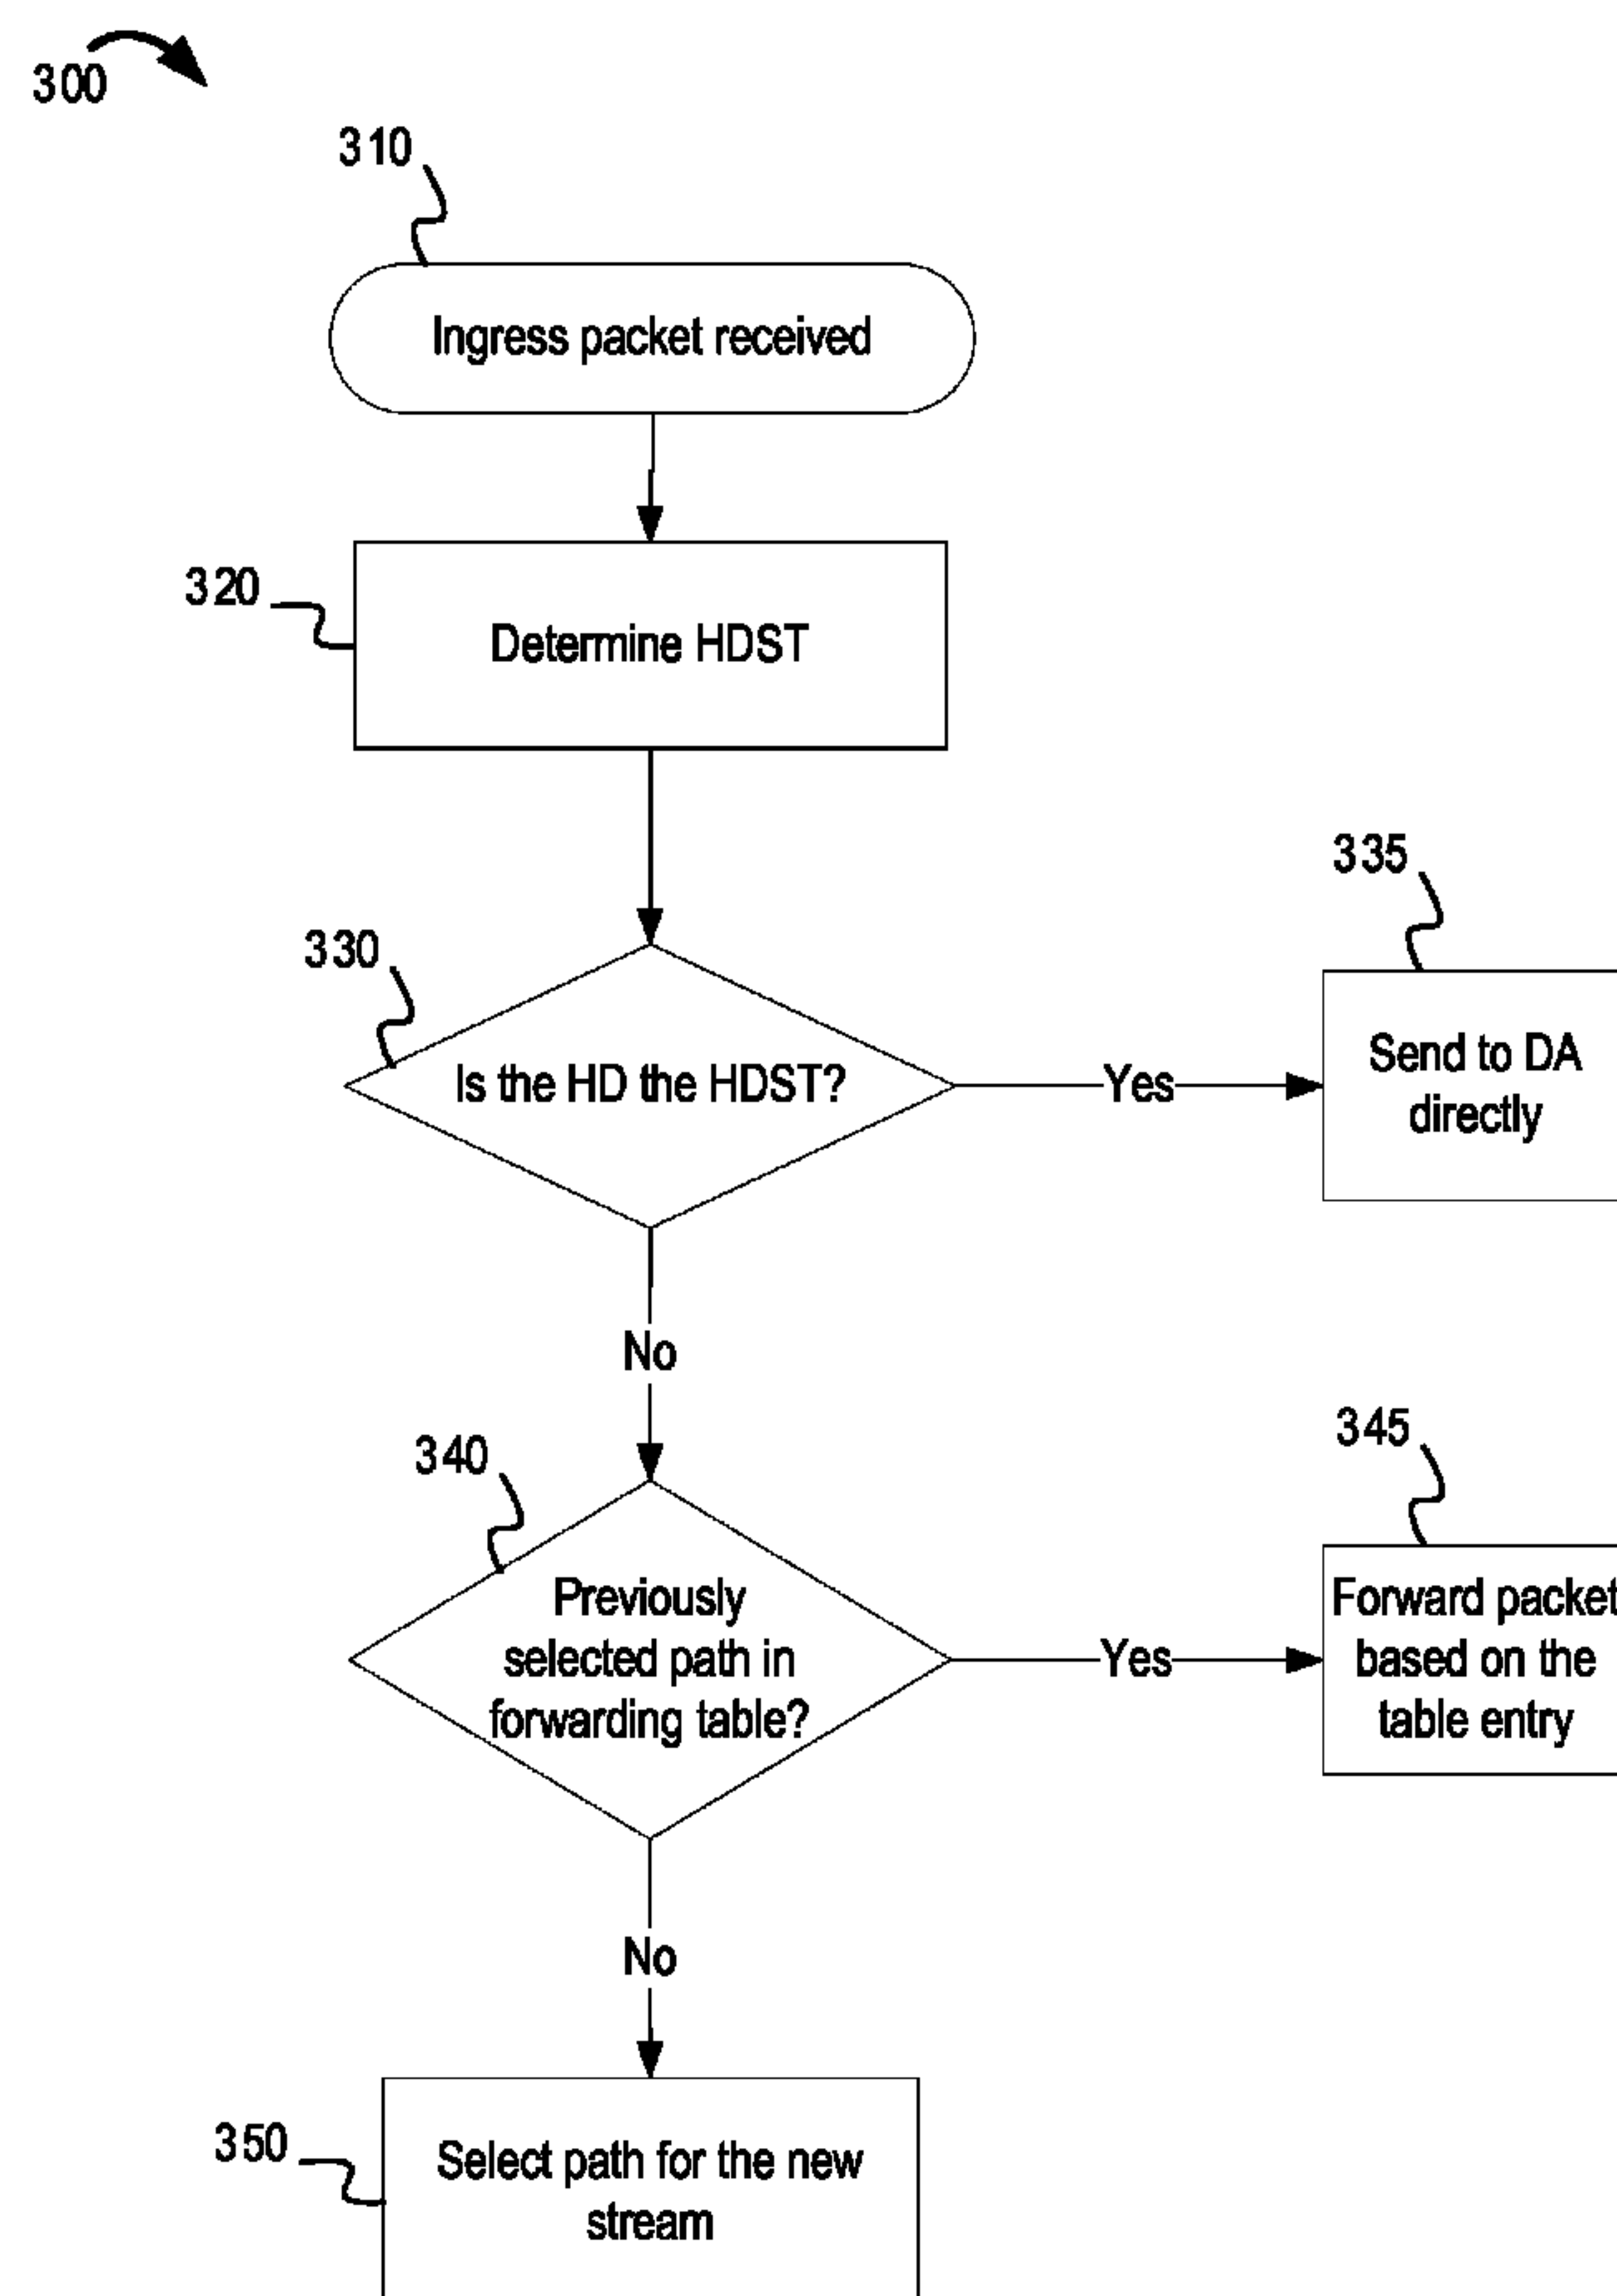 300
310
Ingress packet received
320
Determine HDST
335
330
Is the HD the HDST?
Yes
Send to DA
directly
No
345
340
Previously
selected path in
forwarding table?
Yes
Forward packet
based on the
table entry
No
350
Select path for the new
stream